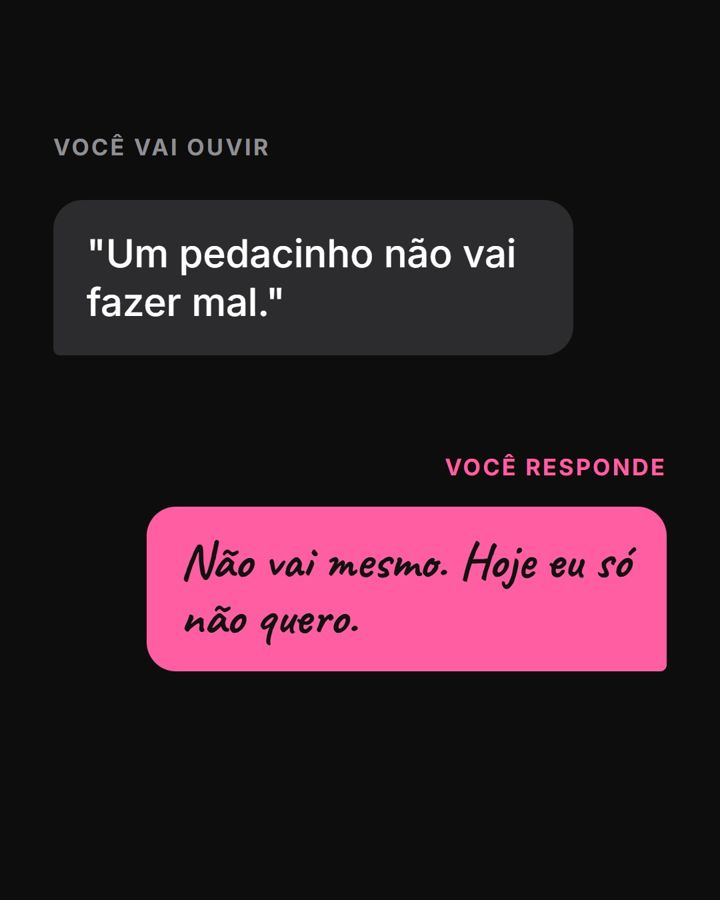 VOCÊ VAI OUVIR
"Um pedacinho não vai
fazer mal."
VOCÊ RESPONDE
Não vai mesmo. Hoje eu só
não quero.